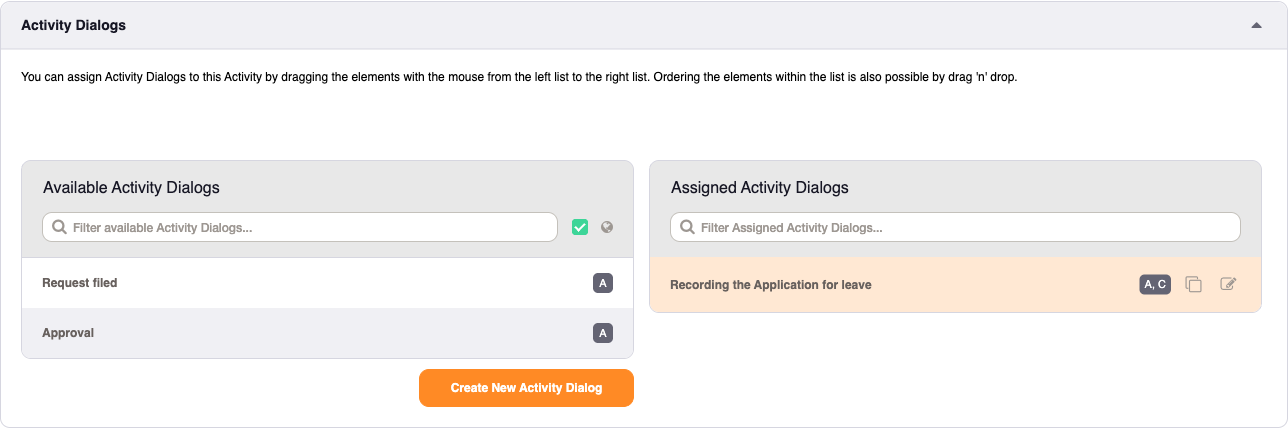 Activity Dialogs
You can assign Activity Dialogs to this Activity by dragging the elements with the mouse from the left list to the right list. Ordering the elements within the list is also possible by drag 'n' drop.
Available Activity Dialogs
Filter available Activity Dialogs...
Request filed A
Approval A
Create New Activity Dialog
Assigned Activity Dialogs
Filter Assigned Activity Dialogs...
Recording the Application for leave A, C